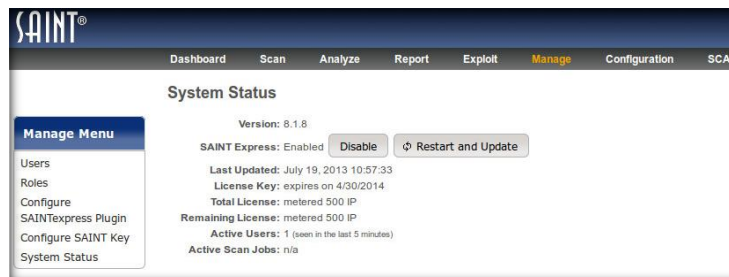 SAINT®
Dashboard Scan Analyze Report Exploit Manage Configuration SCA
System Status
Manage Menu
Users
Roles
Configure
SAINTexpress Plugin
Configure SAINT Key
System Status
Version: 8.1.8
SAINT Express: Enabled Disable Restart and Update
Last Updated: July 19, 2013 10:57:33
License Key: expires on 4/30/2014
Total License: metered 500 IP
Remaining License: metered 500 IP
Active Users: 1 (seen in the last 5 minutes)
Active Scan Jobs: n/a